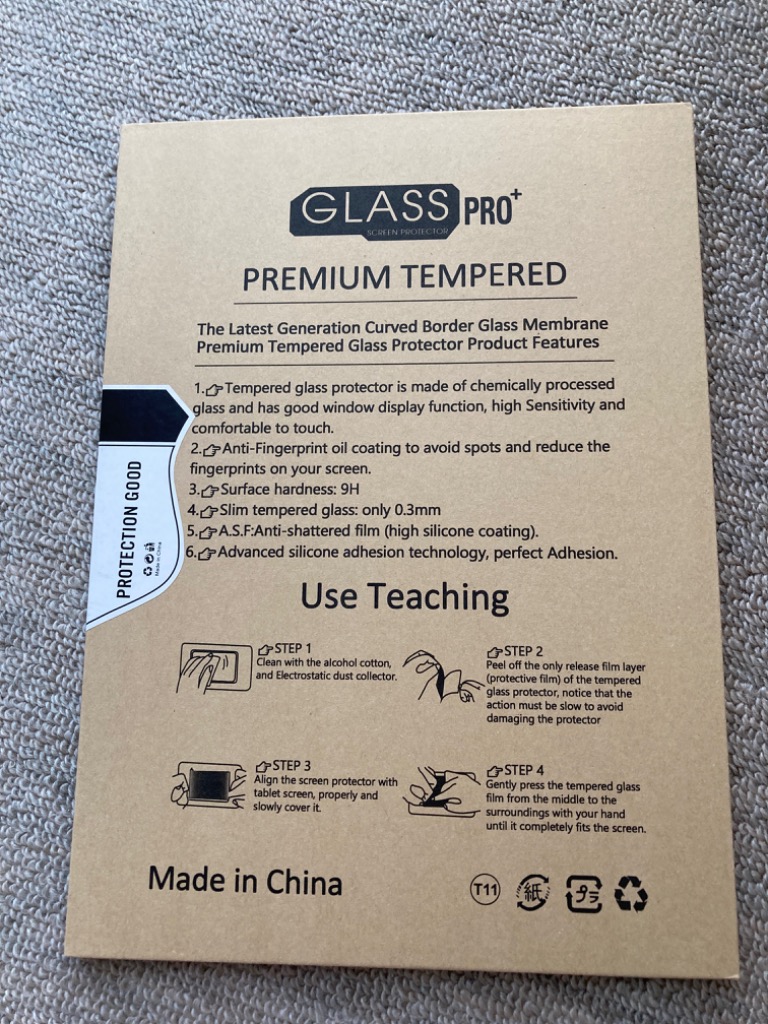 GLASS PRO+
SCREEN PROTECTOR
PREMIUM TEMPERED
The Latest Generation Curved Border Glass Membrane
Premium Tempered Glass Protector Product Features
1.👉Tempered glass protector is made of chemically processed
glass and has good window display function, high Sensitivity and
comfortable to touch.
2.👉Anti-Fingerprint oil coating to avoid spots and reduce the
fingerprints on your screen.
3.👉Surface hardness: 9H
4.👉Slim tempered glass: only 0.3mm
5.👉A.S.F:Anti-shattered film (high silicone coating).
6.👉Advanced silicone adhesion technology, perfect Adhesion.
PROTECTION GOOD
Made in China
Use Teaching
👉STEP 1
Clean with the alcohol cotton,
and Electrostatic dust collector.
👉STEP 2
Peel off the only release film layer
(protective film) of the tempered
glass protector, notice that the
action must be slow to avoid
damaging the protector
👉STEP 3
Align the screen protector with
tablet screen, properly and
slowly cover it.
👉STEP 4
Gently press the tempered glass
film from the middle to the
surroundings with your hand
until it completely fits the screen.
Made in China
T11 紙 プラ